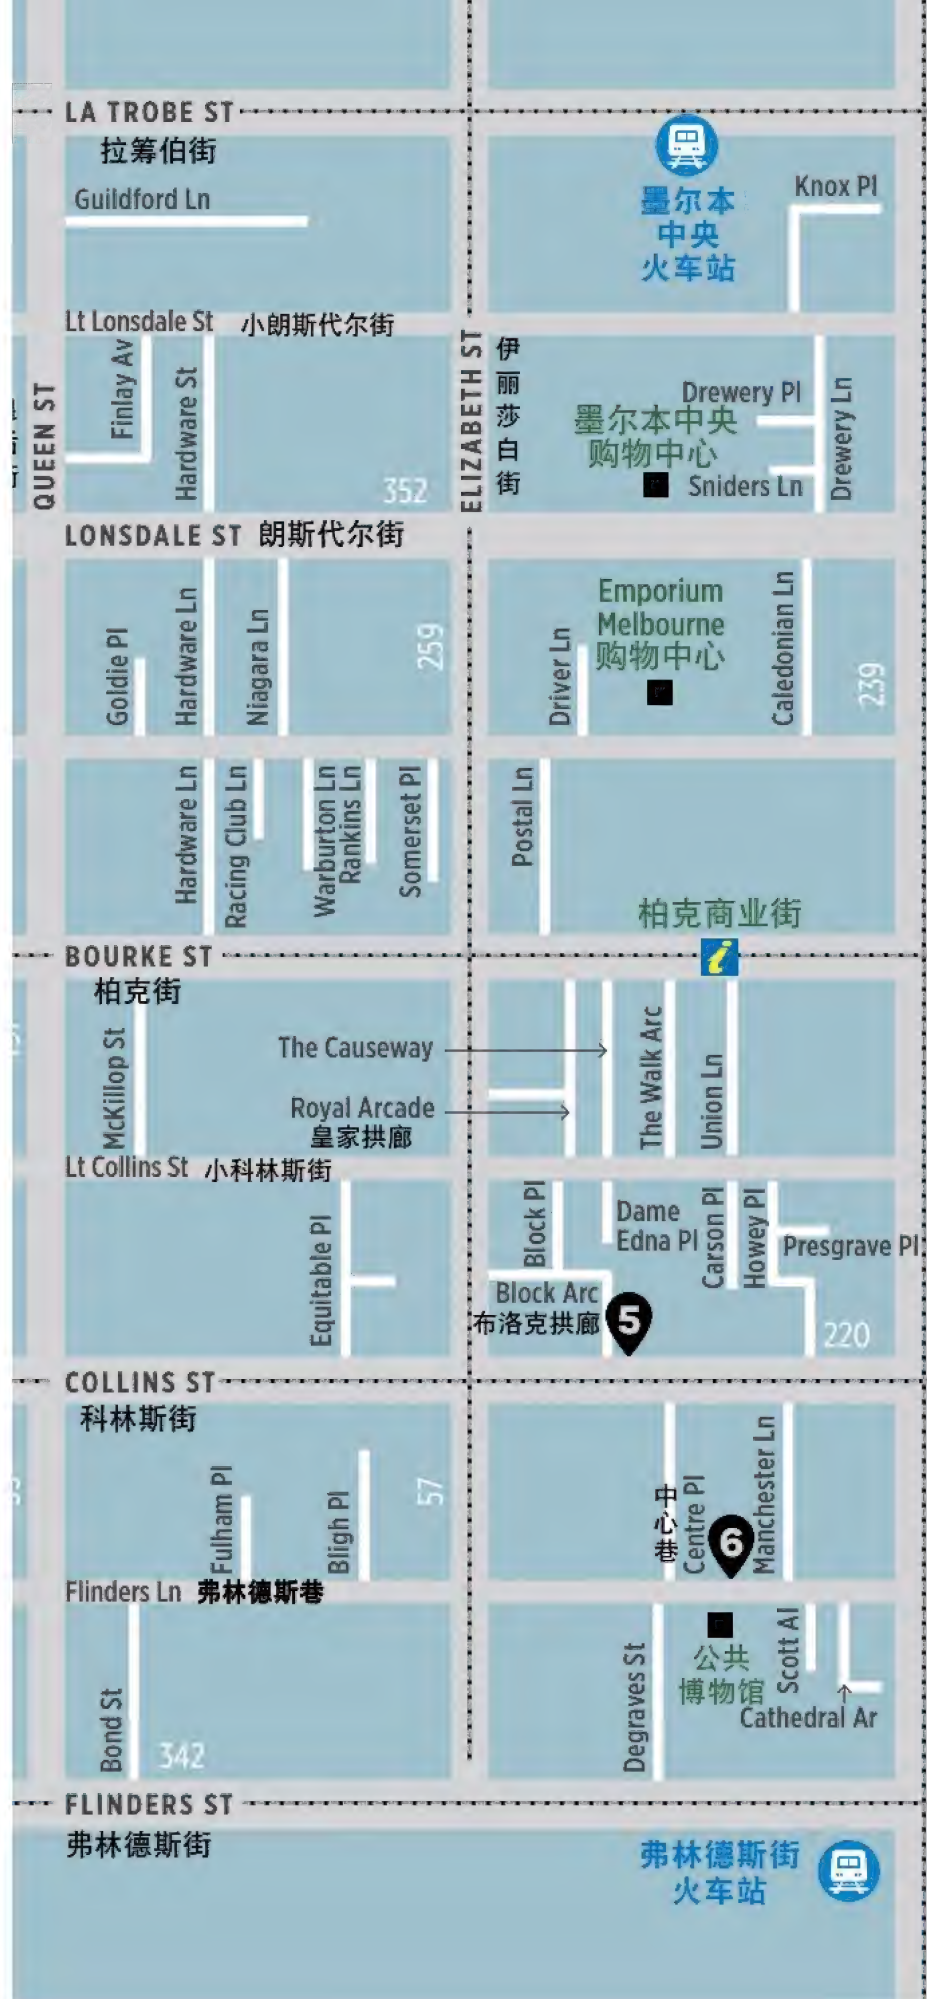 LA TROBE ST
拉筹伯街
Guildford Ln
墨尔本
中央
火车站
Knox Pl
Lt Lonsdale St 小朗斯代尔街
QUEEN ST
Finlay Av
Hardware St
352
ELIZABETH ST
伊丽莎白街
Drewery Pl
墨尔本中央
购物中心
Sniders Ln
Drewery Ln
LONSDALE ST 朗斯代尔街
Goldie Pl
Hardware Ln
Niagara Ln
259
Driver Ln
Emporium
Melbourne
购物中心
Caledonian Ln
239
Hardware Ln
Racing Club Ln
Warburton Ln
Rankins Ln
Somerset Pl
Postal Ln
柏克商业街
BOURKE ST
i
柏克街
McKillop St
The Causeway
Royal Arcade
皇家拱廊
The Walk Arc
Union Ln
Lt Collins St 小科林斯街
Equitable Pl
Block Pl
Dame
Edna Pl
Carson Pl
Howey Pl
Presgrave Pl
Block Arc
布洛克拱廊
5
220
COLLINS ST
科林斯街
Fulham Pl
Bligh Pl
57
中心巷
Centre Pl
6
Manchester Ln
Flinders Ln 弗林德斯巷
Bond St
342
Degraves St
公共
博物馆
Scott Al
Cathedral Ar
FLINDERS ST
弗林德斯街
弗林德斯街
火车站